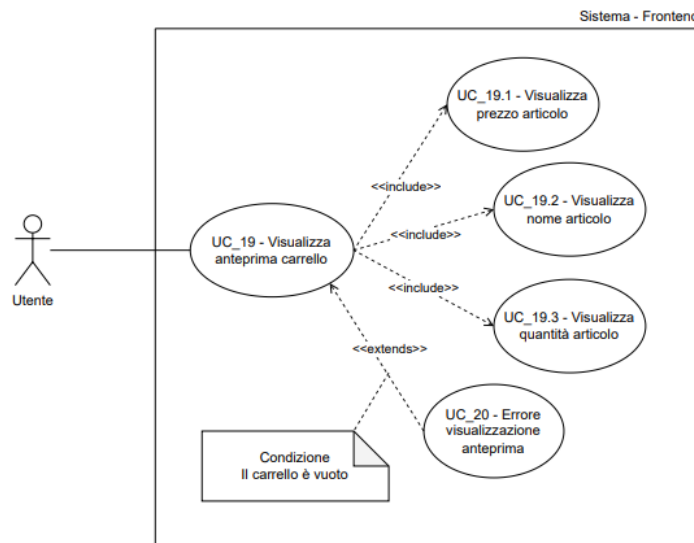 Sistema - Frontend
UC_19.1 - Visualizza
prezzo articolo
<<include>>
UC_19.2 - Visualizza
nome articolo
<<include>>
UC_19 - Visualizza
anteprima carrello
Utente
<<include>>
UC_19.3 - Visualizza
quantità articolo
<<extends>>
UC_20 - Errore
visualizzazione
anteprima
Condizione
Il carrello è vuoto